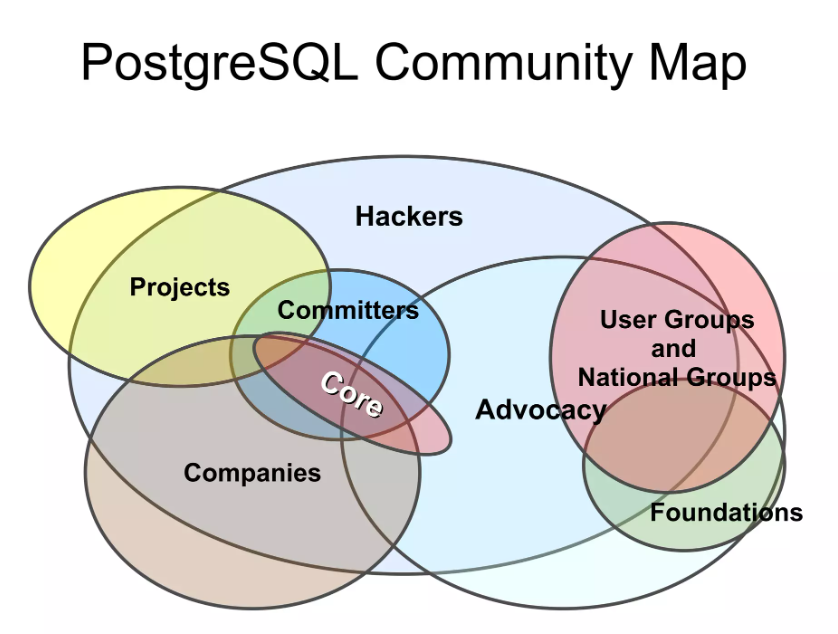 PostgreSQL Community Map
Hackers
Projects
Committers
User Groups
and
National Groups
Core
Advocacy
Companies
Foundations